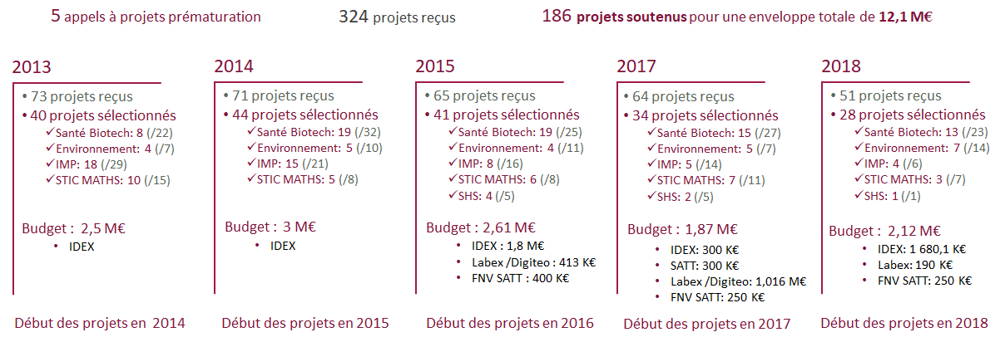 5 appels à projets prématuration
324 projets reçus
186 projets soutenus pour une enveloppe totale de 12,1 M€
2013
• 73 projets reçus
• 40 projets sélectionnés
✓Santé Biotech: 8 (/22)
✓Environnement: 4 (/7)
✓IMP: 18 (/29)
✓STIC MATHS: 10 (/15)
Budget : 2,5 M€
• IDEX
Début des projets en 2014
2014
• 71 projets reçus
• 44 projets sélectionnés
✓Santé Biotech: 19 (/32)
✓Environnement: 5 (/10)
✓IMP: 15 (/21)
✓STIC MATHS: 5 (/8)
Budget : 3 M€
• IDEX
Début des projets en 2015
2015
• 65 projets reçus
• 41 projets sélectionnés
✓Santé Biotech: 19 (/25)
✓Environnement: 4 (/11)
✓IMP: 8 (/16)
✓STIC MATHS: 6 (/8)
✓SHS: 4 (/5)
Budget : 2,61 M€
• IDEX : 1,8 M€
• Labex /Digiteo : 413 K€
• FNV SATT : 400 K€
Début des projets en 2016
2017
• 64 projets reçus
• 34 projets sélectionnés
✓Santé Biotech: 15 (/27)
✓Environnement: 5 (/7)
✓IMP: 5 (/14)
✓STIC MATHS: 7 (/11)
✓SHS: 2 (/5)
Budget : 1,87 M€
• IDEX: 300 K€
• SATT: 300 K€
• Labex /Digiteo: 1,016 M€
• FNV SATT: 250 K€
Début des projets en 2017
2018
• 51 projets reçus
• 28 projets sélectionnés
✓Santé Biotech: 13 (/23)
✓Environnement: 7 (/14)
✓IMP: 4 (/6)
✓STIC MATHS: 3 (/7)
✓SHS: 1 (/1)
Budget : 2,12 M€
• IDEX: 1 680,1 K€
• Labex: 190 K€
• FNV SATT: 250 K€
Début des projets en 2018